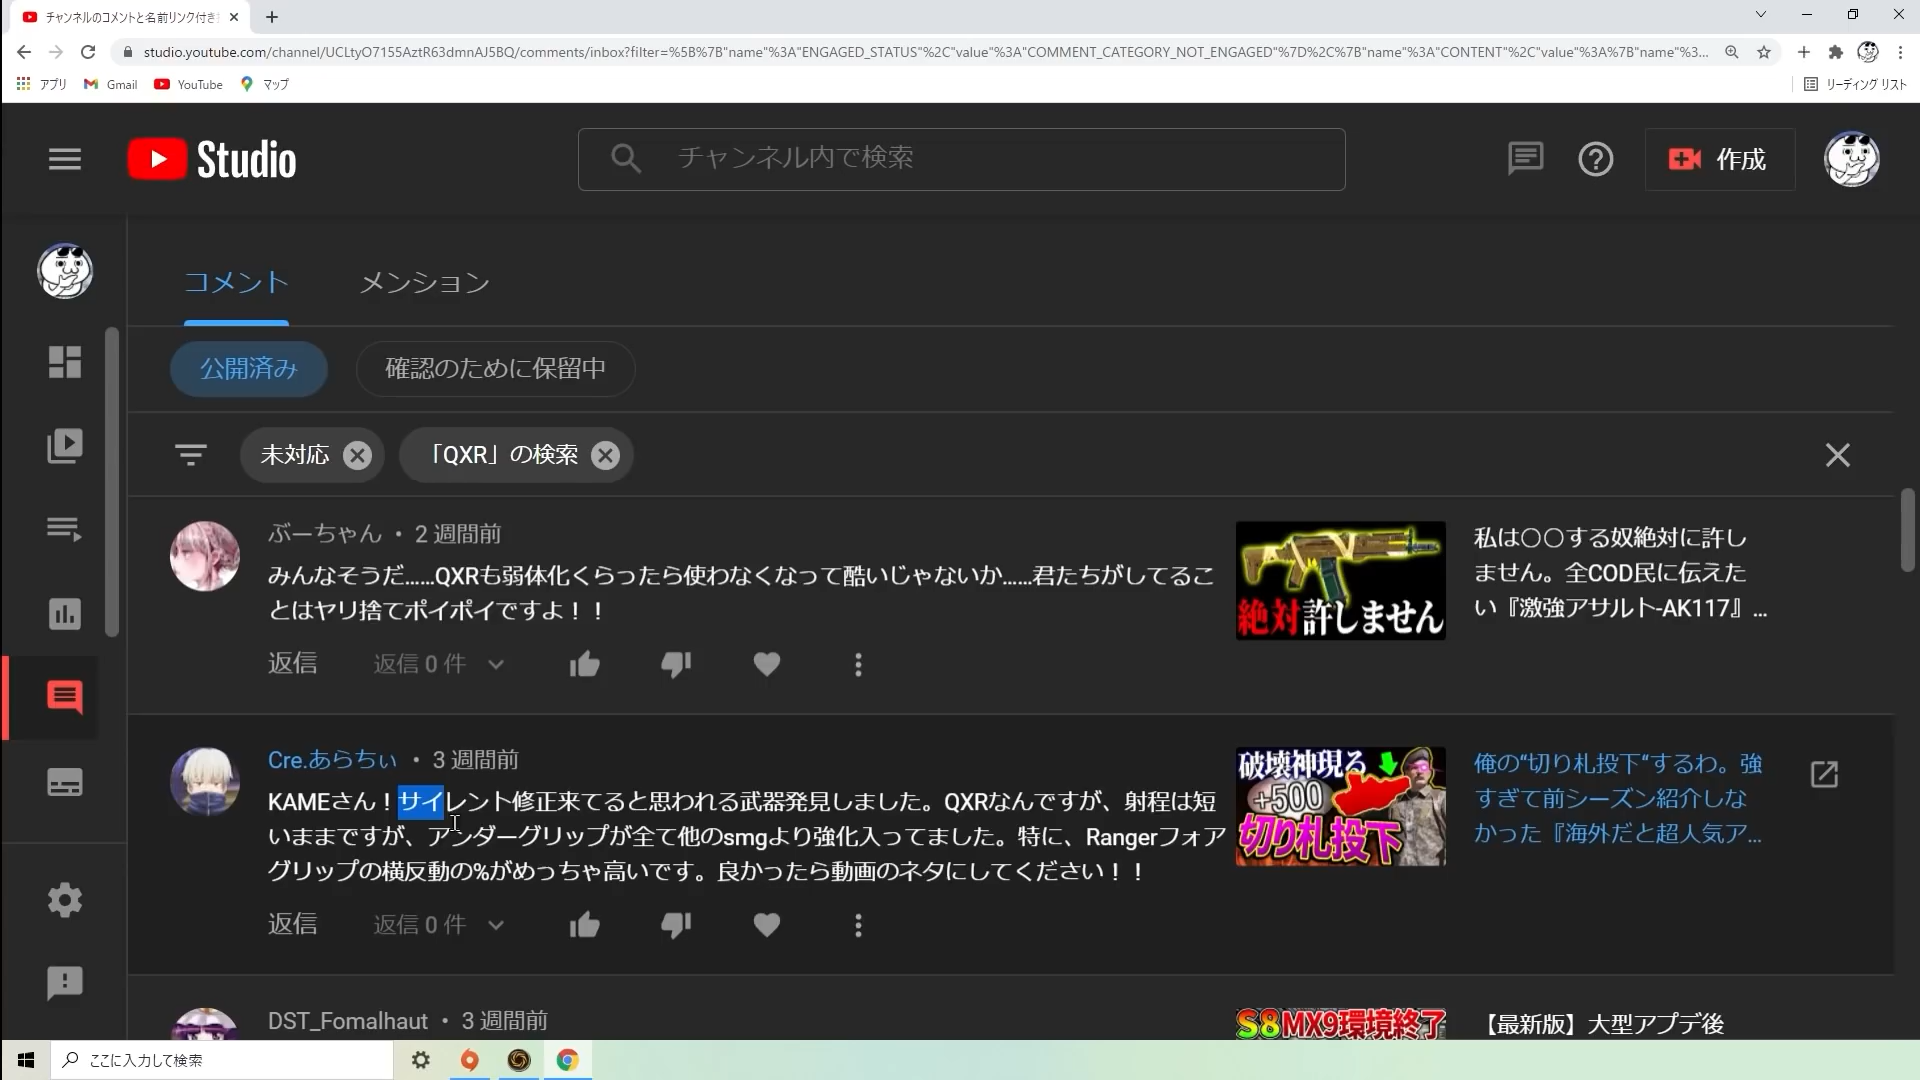 チャンネルのコメントと名前リンク付き
studio.youtube.com/channel/UCLtyO7155AztR63dmnAJ5BQ/comments/inbox?filter=%5B%7B"name"%3A"ENGAGED_STATUS"%2C"value"%3A"COMMENT_CATEGORY_NOT_ENGAGED"%7D%2C%7B"name"%3A"CONTENT"%2C"value"%3A%7B"name"%3...
アプリ Gmail YouTube マップ リーディング リスト
Studio チャンネル内で検索 作成
コメント メンション
公開済み 確認のために保留中
未対応 「QXR」の検索
ぶーちゃん • 2 週間前
みんなそうだ……QXRも弱体化くらったら使わなくなって酷いじゃないか……君たちがしてるこ
とはヤリ捨てポイポイですよ！！
返信 返信 0 件
絶対許しません
私は〇〇する奴絶対に許し
ません。全COD民に伝えた
い『激強アサルト-AK117』...
Cre.あらちぃ • 3 週間前
KAMEさん！サイレント修正来てると思われる武器発見しました。QXRなんですが、射程は短
いままですが、アンダーグリップが全て他のsmgより強化入ってました。特に、Rangerフォア
グリップの横反動の%がめっちゃ高いです。良かったら動画のネタにしてください！！
返信 返信 0 件
破壊神現る
+500
切り札投下
俺の“切り札投下“するわ。強
すぎて前シーズン紹介しな
かった『海外だと超人気ア...
DST_Fomalhaut • 3 週間前
S8MX9環境終了
【最新版】大型アプデ後
ここに入力して検索